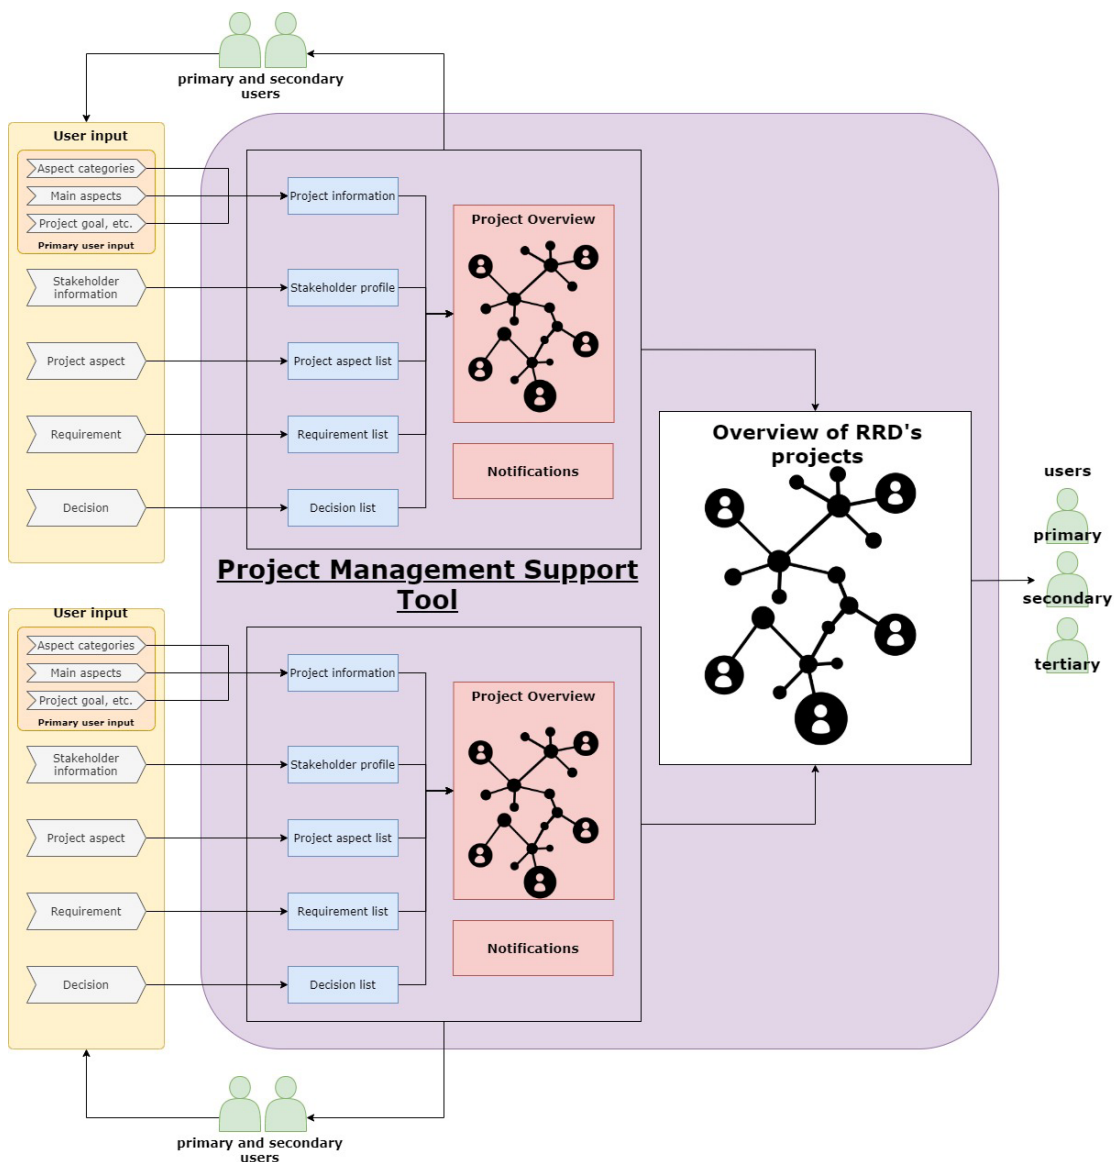 primary and secondary
users
User input
Aspect categories
Main aspects
Project goal, etc.
Primary user input
Stakeholder
information
Project aspect
Requirement
Decision
Project information
Stakeholder profile
Project aspect list
Requirement list
Decision list
Project Overview
Notifications
Project Management Support
Tool
Overview of RRD's
projects
users
primary
secondary
tertiary
User input
Aspect categories
Main aspects
Project goal, etc.
Primary user input
Stakeholder
information
Project aspect
Requirement
Decision
Project information
Stakeholder profile
Project aspect list
Requirement list
Decision list
Project Overview
Notifications
primary and secondary
users